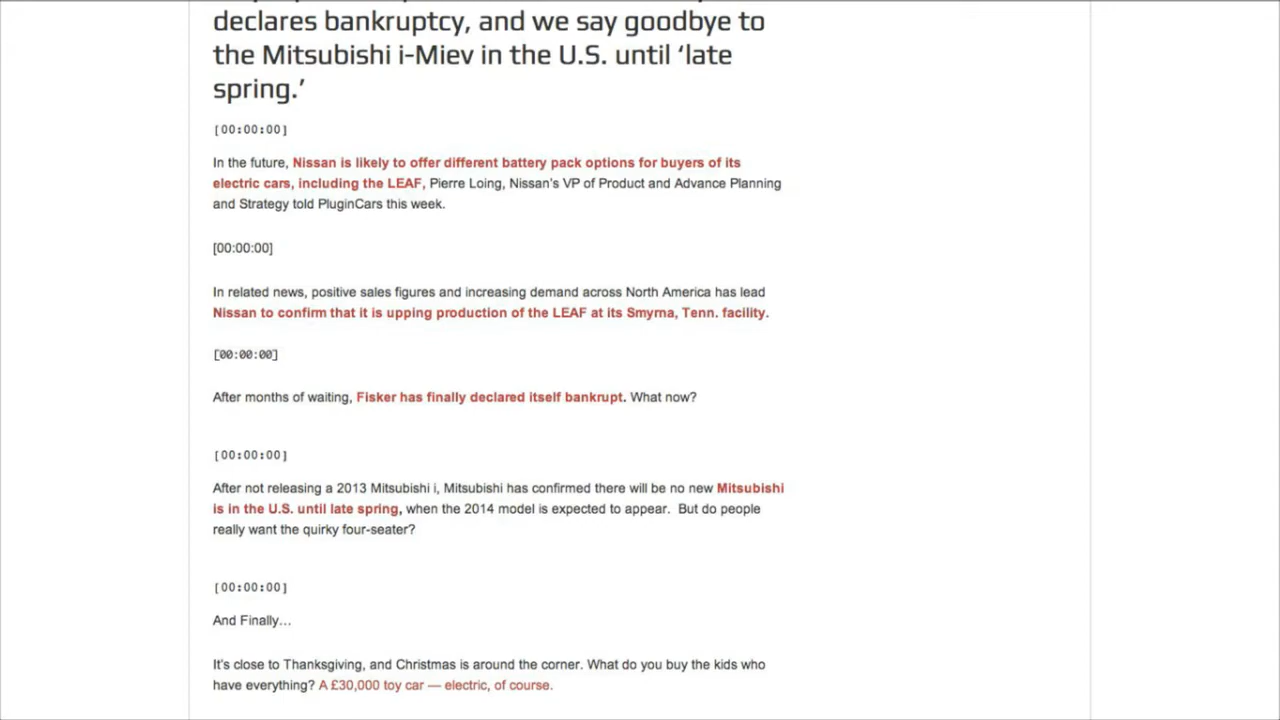 declares bankruptcy, and we say goodbye to
the Mitsubishi i-Miev in the U.S. until ‘late
spring.’
[00:00:00]
In the future, Nissan is likely to offer different battery pack options for buyers of its
electric cars, including the LEAF, Pierre Loing, Nissan's VP of Product and Advance Planning
and Strategy told PluginCars this week.
[00:00:00]
In related news, positive sales figures and increasing demand across North America has lead
Nissan to confirm that it is upping production of the LEAF at its Smyrna, Tenn. facility.
[00:00:00]
After months of waiting, Fisker has finally declared itself bankrupt. What now?
[00:00:00]
After not releasing a 2013 Mitsubishi i, Mitsubishi has confirmed there will be no new Mitsubishi
is in the U.S. until late spring, when the 2014 model is expected to appear.  But do people
really want the quirky four-seater?
[00:00:00]
And Finally…
It's close to Thanksgiving, and Christmas is around the corner. What do you buy the kids who
have everything? A £30,000 toy car — electric, of course.